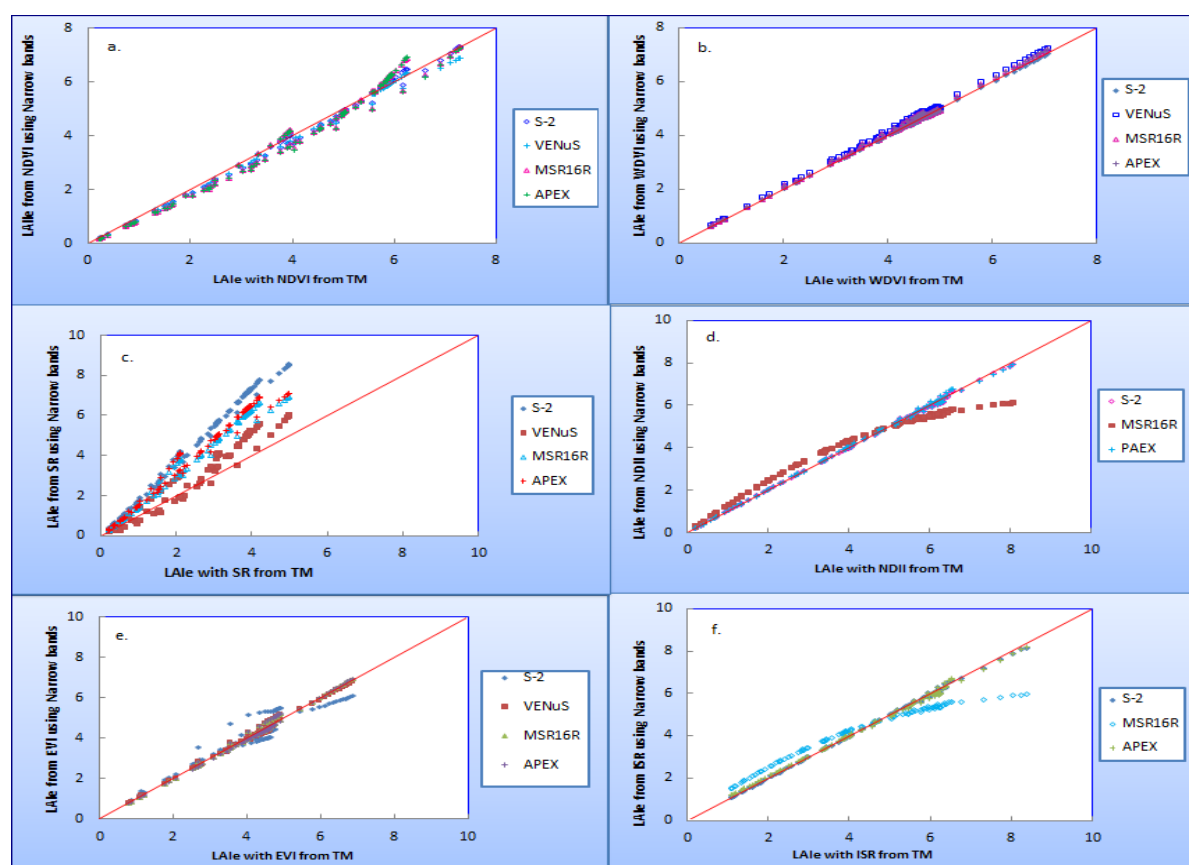 LAIle from NDVI using Narrow bands
8
6
4
2
0
a.
0 2 4 6 8
LAIe with NDVI from TM
S-2
VENuS
MSR16R
APEX
LAIe from WDVI using Narrow bands
8
6
4
2
0
b.
0 2 4 6 8
LAIe with WDVI from TM
S-2
VENuS
MSR16R
APEX
LAIe from SR using Narrow bands
10
8
6
4
2
0
c.
0 2 4 6 8 10
LAIe with SR from TM
S-2
VENuS
MSR16R
APEX
LAIe from NDII using Narrow bands
10
8
6
4
2
0
d.
0 2 4 6 8 10
LAIe with NDII from TM
S-2
MSR16R
PAEX
LAIe from EVI using Narrow bands
10
8
6
4
2
0
e.
0 2 4 6 8 10
LAIe with EVI from TM
S-2
VENuS
MSR16R
APEX
LAIe from ISR using Narrow bands
10
8
6
4
2
0
f.
0 2 4 6 8 10
LAIe with ISR from TM
S-2
MSR16R
APEX